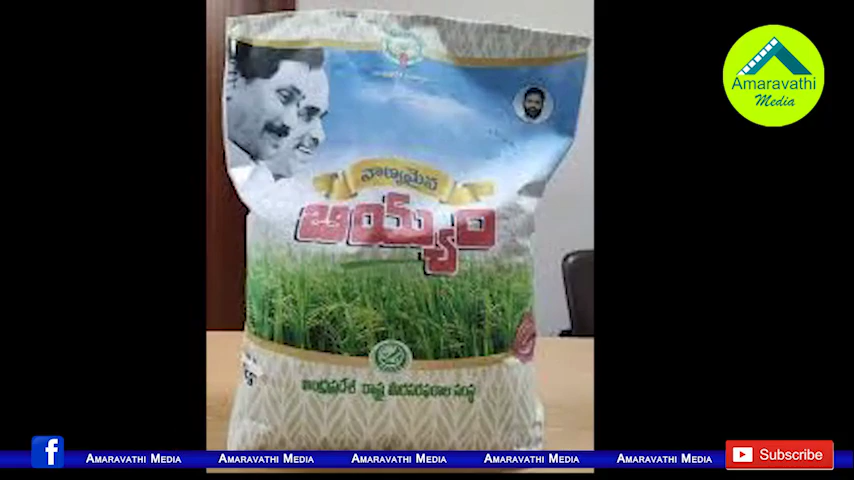 Amaravathi
Media
నాణ్యమైన
బియ్యం
ఆంధ్రప్రదేశ్ రాష్ట్ర పౌరసరఫరాల సంస్థ
AMARAVATHI MEDIA AMARAVATHI MEDIA AMARAVATHI MEDIA AMARAVATHI MEDIA AMARAVATHI MEDIA
Subscribe